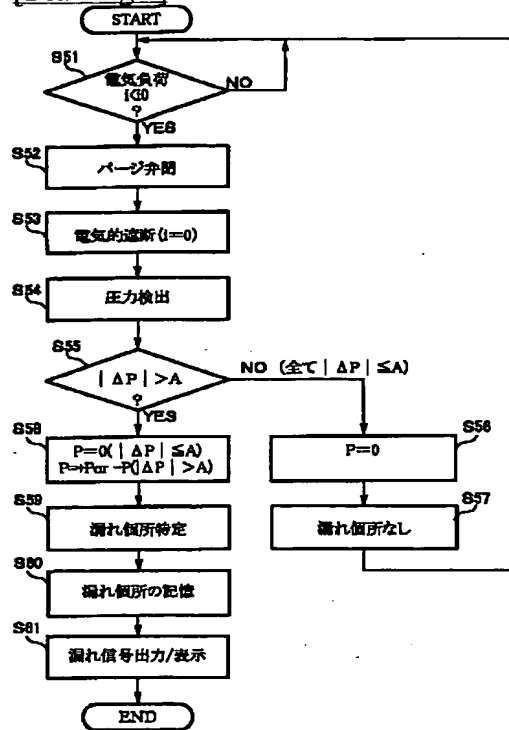 START
S51
電気負荷
i<i0
?
NO
YES
S52
パージ弁閉
S53
電気的遮断(i=0)
S54
圧力検出
S55
| ΔP | >A
?
NO (全て | ΔP | ≦A)
YES
S58
P=0( | ΔP | ≦A)
(|ΔP| >A)
S56
P=0
S59
漏れ個所特定
S57
漏れ個所なし
S60
漏れ個所の記憶
S61
漏れ信号出力/表示
END